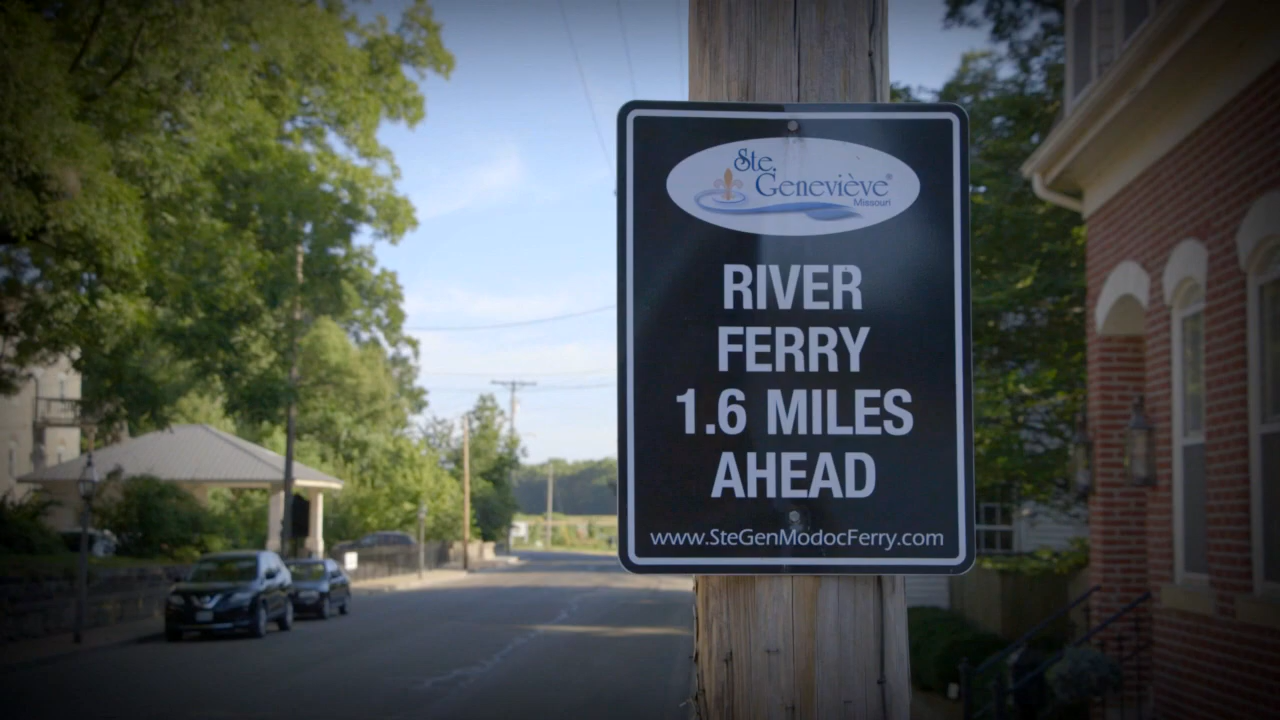 Ste.
Geneviève®
Missouri
RIVER
FERRY
1.6 MILES
AHEAD
www.SteGenModocFerry.com